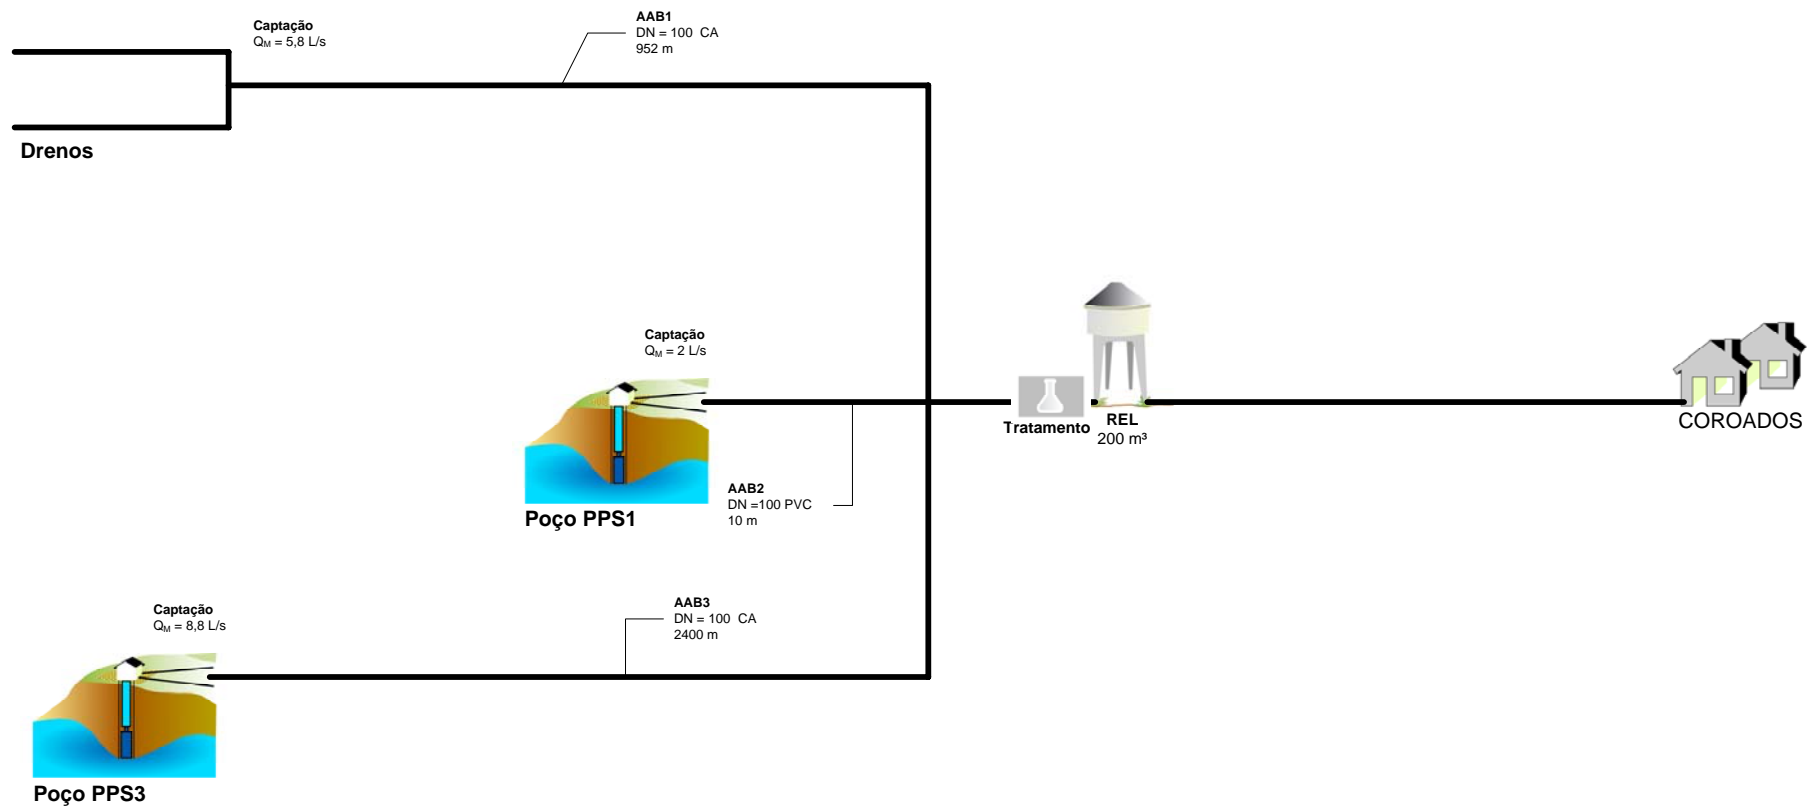 Captação
QM = 5,8 L/s
AAB1
DN = 100 CA
952 m
Drenos
Captação
QM = 2 L/s
Tratamento
REL
200 m³
COROADOS
AAB2
DN =100 PVC
10 m
Poço PPS1
Captação
QM = 8,8 L/s
AAB3
DN = 100 CA
2400 m
Poço PPS3